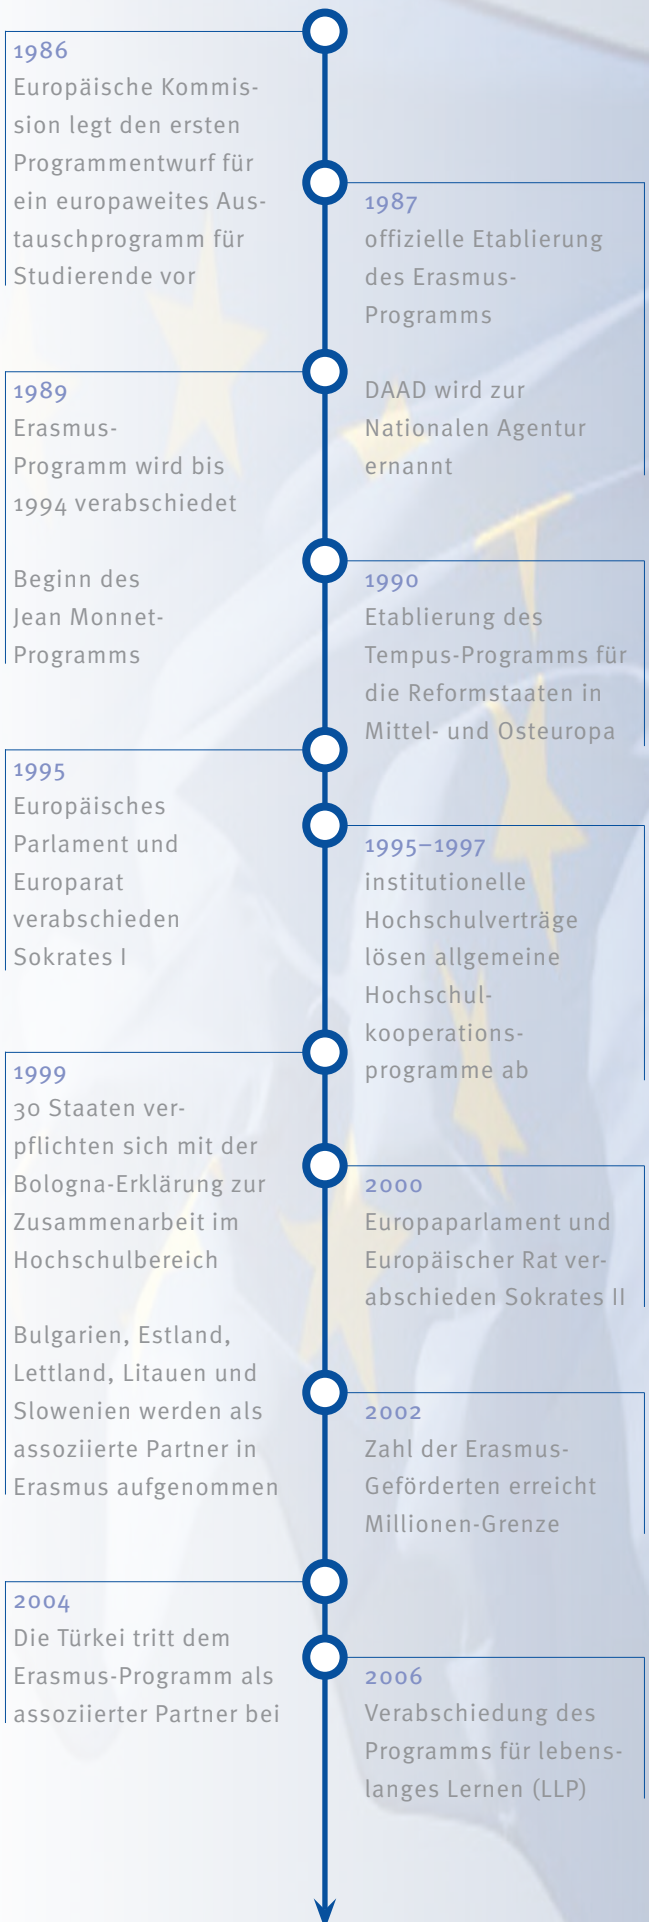 1986
Europäische Kommis-
sion legt den ersten
Programmentwurf für
ein europaweites Aus-
tauschprogramm für
Studierende vor
1987
offizielle Etablierung
des Erasmus-
Programms
DAAD wird zur
Nationalen Agentur
ernannt
1989
Erasmus-
Programm wird bis
1994 verabschiedet
Beginn des
Jean Monnet-
Programms
1990
Etablierung des
Tempus-Programms für
die Reformstaaten in
Mittel- und Osteuropa
1995
Europäisches
Parlament und
Europarat
verabschieden
Sokrates I
1995–1997
institutionelle
Hochschulverträge
lösen allgemeine
Hochschul-
kooperations-
programme ab
1999
30 Staaten ver-
pflichten sich mit der
Bologna-Erklärung zur
Zusammenarbeit im
Hochschulbereich
Bulgarien, Estland,
Lettland, Litauen und
Slowenien werden als
assoziierte Partner in
Erasmus aufgenommen
2000
Europaparlament und
Europäischer Rat ver-
abschieden Sokrates II
2002
Zahl der Erasmus-
Geförderten erreicht
Millionen-Grenze
2004
Die Türkei tritt dem
Erasmus-Programm als
assoziierter Partner bei
2006
Verabschiedung des
Programms für lebens-
langes Lernen (LLP)